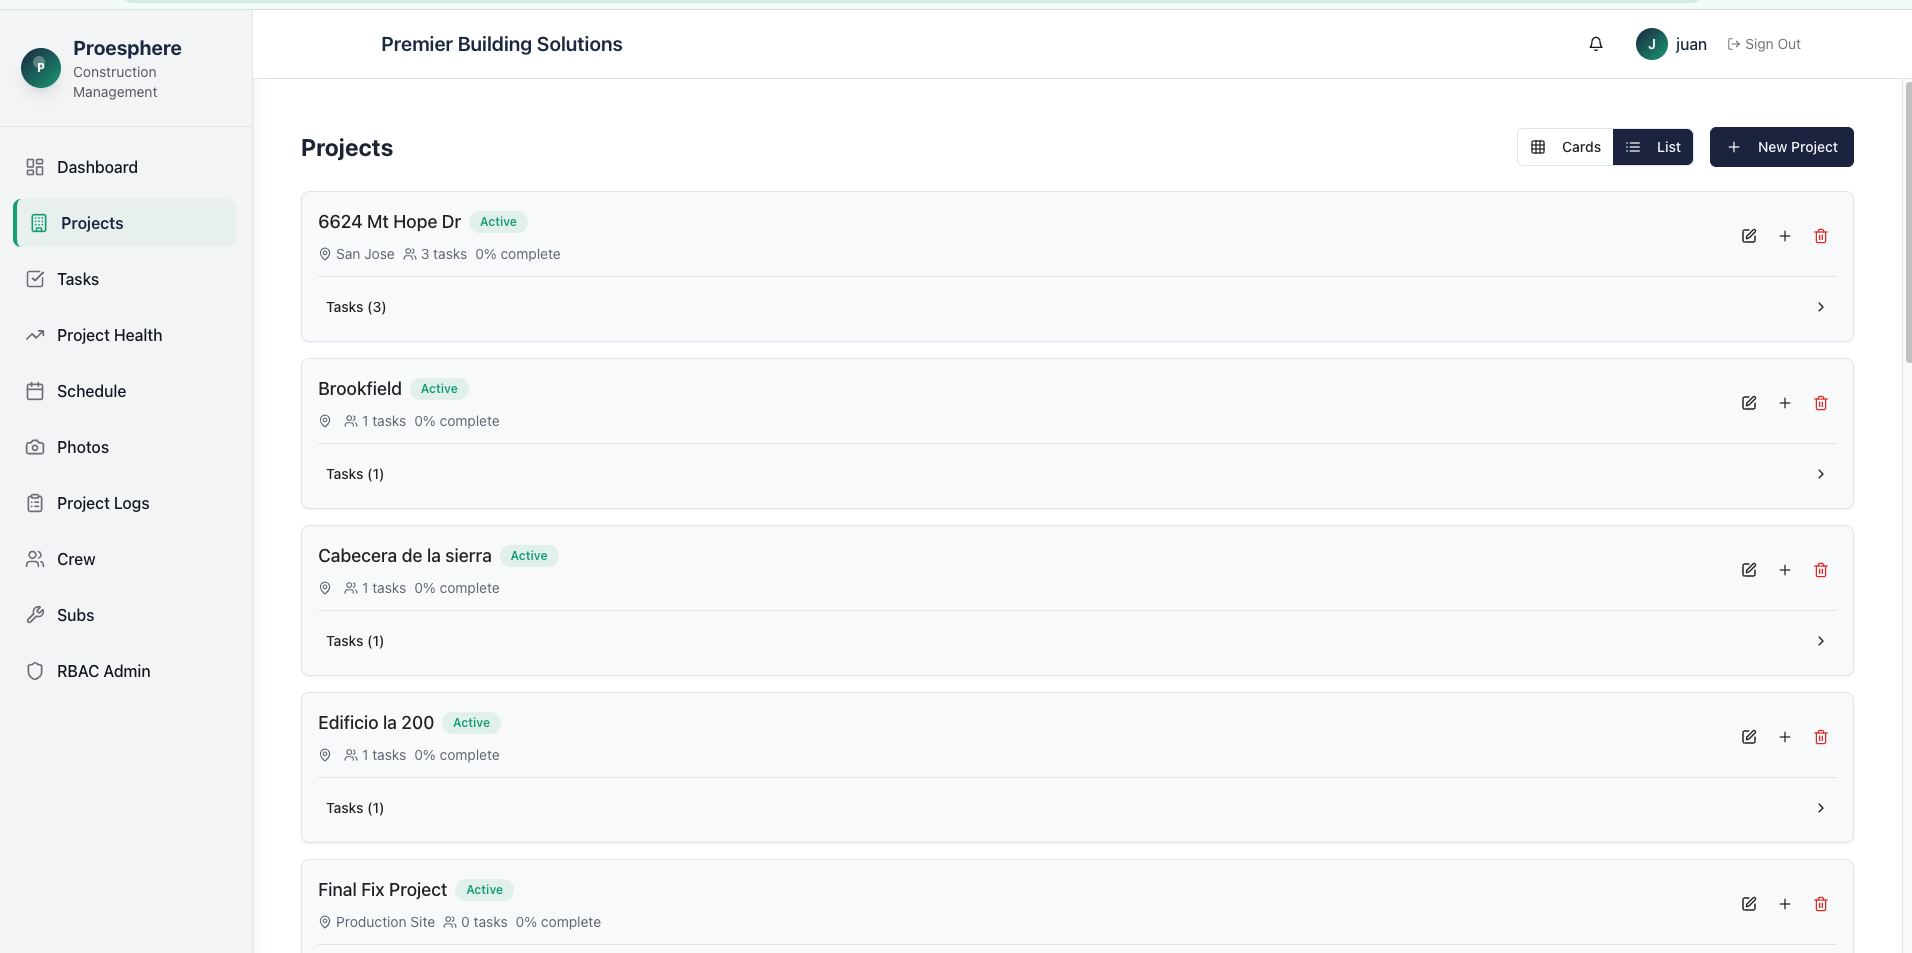 P
Proesphere
Construction
Management
Dashboard
Projects
Tasks
Project Health
Schedule
Photos
Project Logs
Crew
Subs
RBAC Admin
Premier Building Solutions
J juan Sign Out
Projects
Cards List New Project
6624 Mt Hope Dr Active
San Jose 3 tasks 0% complete
Tasks (3)
Brookfield Active
1 tasks 0% complete
Tasks (1)
Cabecera de la sierra Active
1 tasks 0% complete
Tasks (1)
Edificio la 200 Active
1 tasks 0% complete
Tasks (1)
Final Fix Project Active
Production Site 0 tasks 0% complete